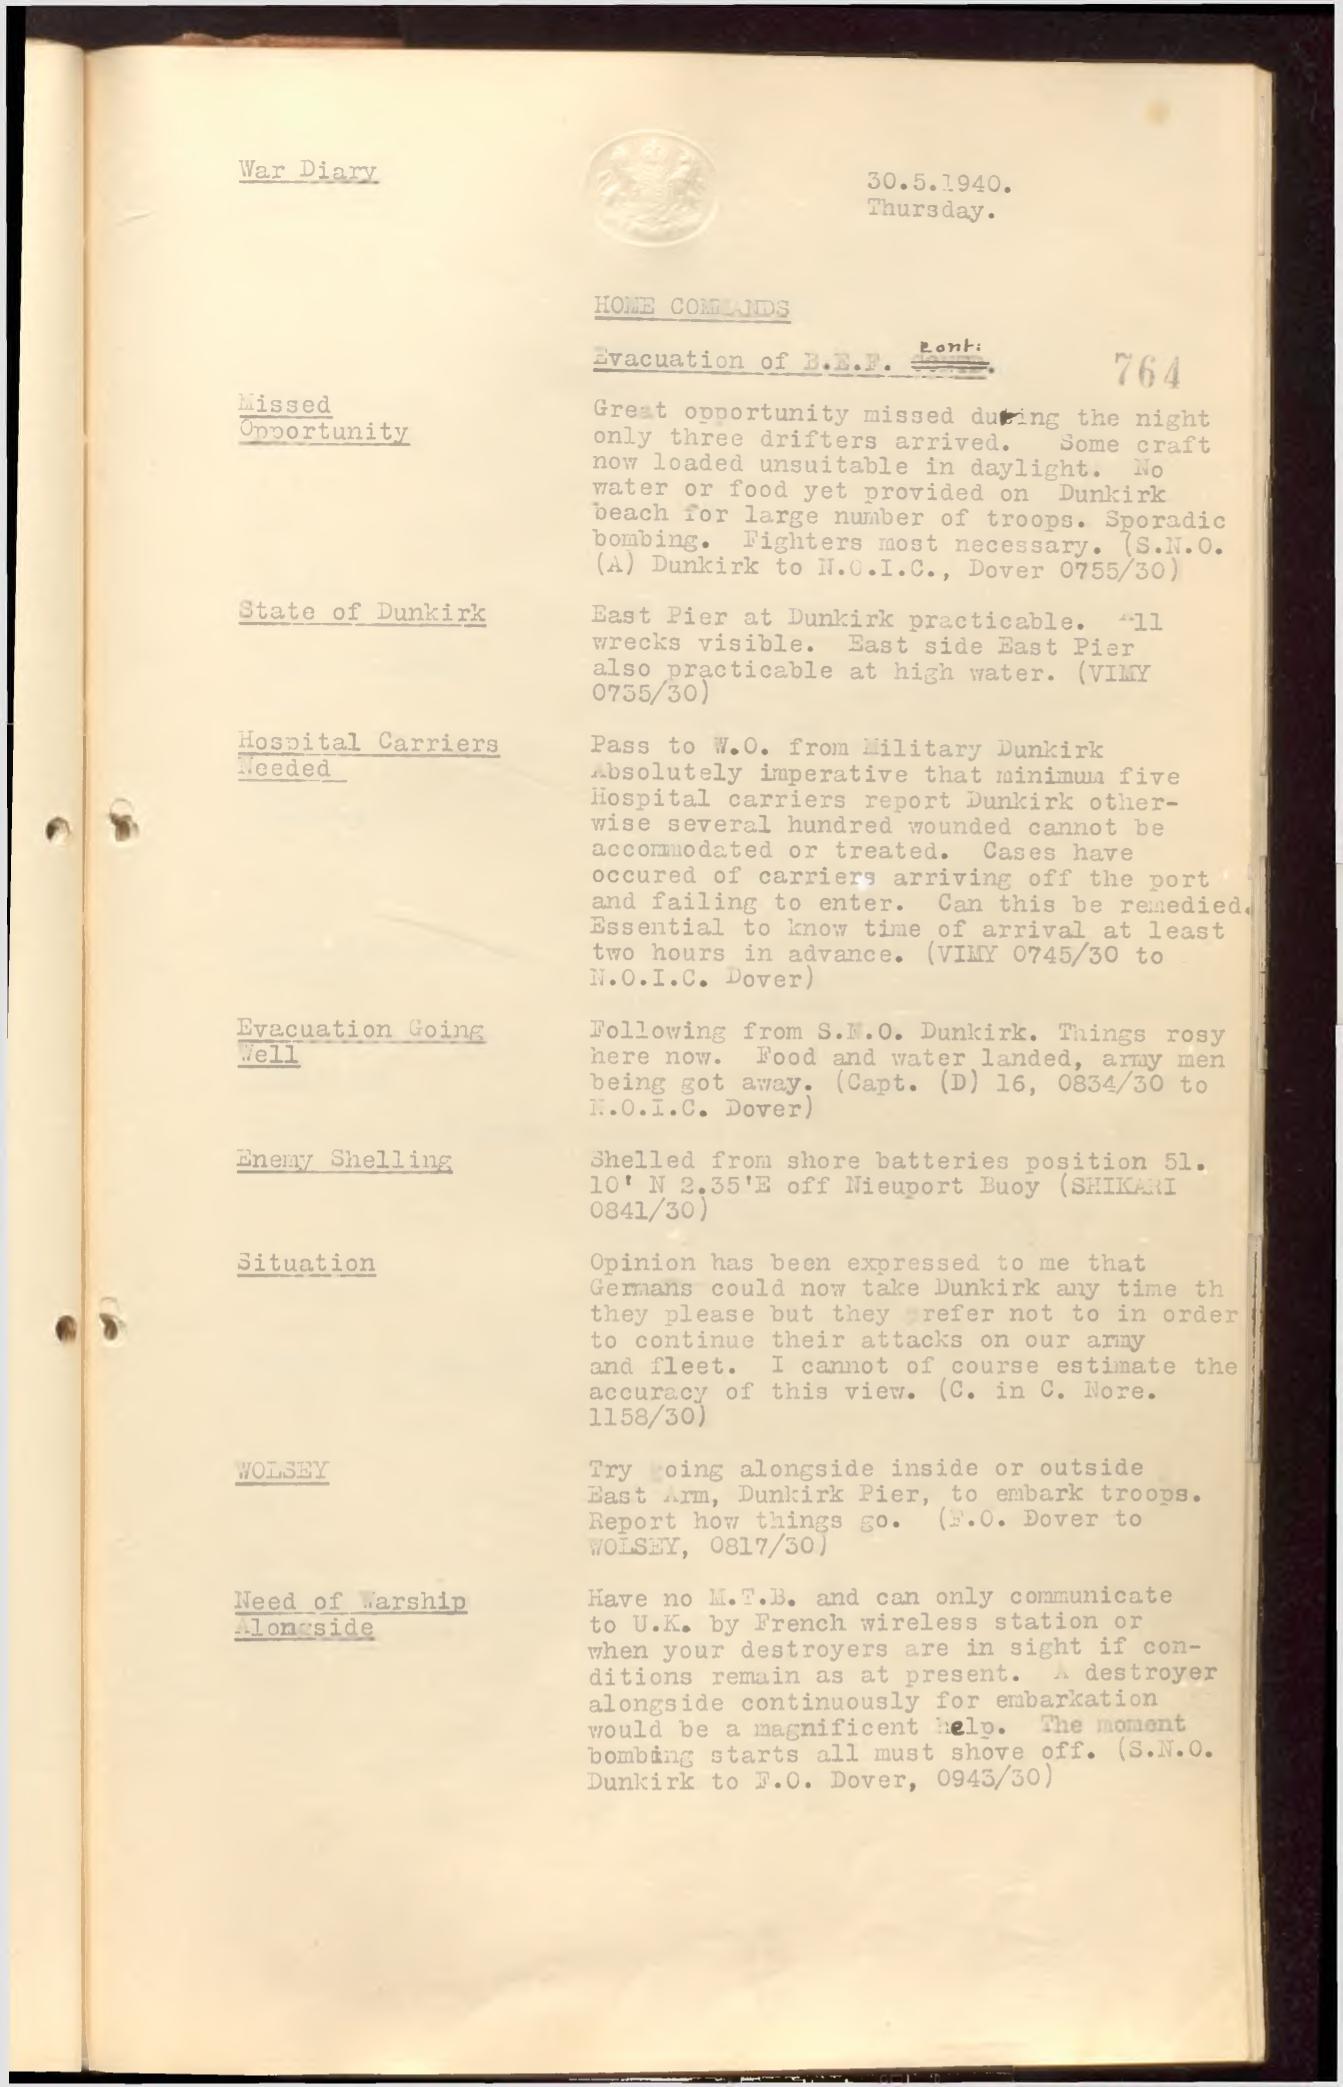 War Diary
30.5.1940.
Thursday.
HOME COMMANDS
Evacuation of B.E.F. Cont:
764
Missed
Opportunity
Great opportunity missed during the night
only three drifters arrived. Some craft
now loaded unsuitable in daylight. No
water or food yet provided on Dunkirk
beach for large number of troops. Sporadic
bombing. Fighters most necessary. (S.N.O.
(A) Dunkirk to N.O.I.C., Dover 0755/30)
State of Dunkirk
East Pier at Dunkirk practicable. All
wrecks visible. East side East Pier
also practicable at high water. (VIMY
0735/30)
Hospital Carriers
Needed
Pass to W.O. from Military Dunkirk
Absolutely imperative that minimum five
Hospital carriers report Dunkirk other-
wise several hundred wounded cannot be
accommodated or treated. Cases have
occured of carriers arriving off the port
and failing to enter. Can this be remedied.
Essential to know time of arrival at least
two hours in advance. (VIMY 0745/30 to
N.O.I.C. Dover)
Evacuation Going
Well
Following from S.N.O. Dunkirk. Things rosy
here now. Food and water landed, army men
being got away. (Capt. (D) 16, 0834/30 to
N.O.I.C. Dover)
Enemy Shelling
Shelled from shore batteries position 51.
10' N 2.35'E off Nieuport Buoy (SHIKARI
0841/30)
Situation
Opinion has been expressed to me that
Germans could now take Dunkirk any time th
they please but they prefer not to in order
to continue their attacks on our army
and fleet. I cannot of course estimate the
accuracy of this view. (C. in C. Nore.
1158/30)
WOLSEY
Try going alongside inside or outside
East Arm, Dunkirk Pier, to embark troops.
Report how things go. (F.O. Dover to
WOLSEY, 0817/30)
Need of Warship
Alongside
Have no M.T.B. and can only communicate
to U.K. by French wireless station or
when your destroyers are in sight if con-
ditions remain as at present. A destroyer
alongside continuously for embarkation
would be a magnificent help. The moment
bombing starts all must shove off. (S.N.O.
Dunkirk to F.O. Dover, 0943/30)